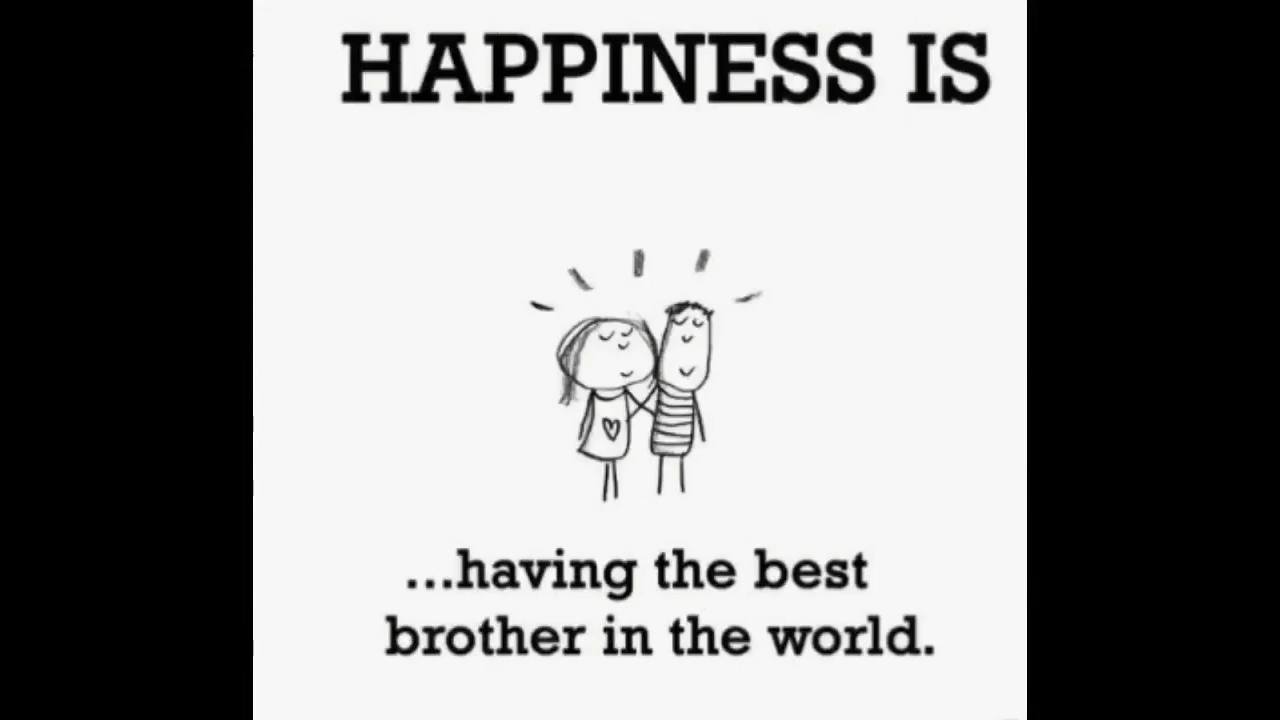 HAPPINESS IS
...having the best
brother in the world.